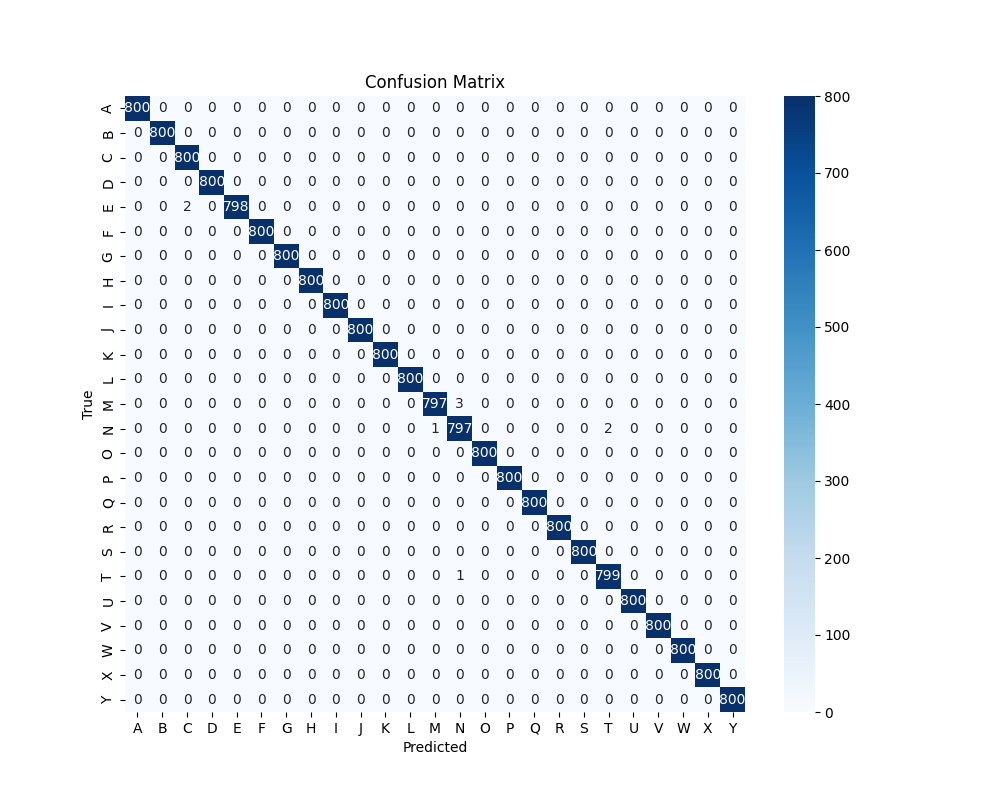 Confusion Matrix
A 800 0 0 0 0 0 0 0 0 0 0 0 0 0 0 0 0 0 0 0 0 0 0 0 0 800
B 0 800 0 0 0 0 0 0 0 0 0 0 0 0 0 0 0 0 0 0 0 0 0 0 0
C 0 0 800 0 0 0 0 0 0 0 0 0 0 0 0 0 0 0 0 0 0 0 0 0 0
D 0 0 0 800 0 0 0 0 0 0 0 0 0 0 0 0 0 0 0 0 0 0 0 0 0 700
E 0 0 2 0 798 0 0 0 0 0 0 0 0 0 0 0 0 0 0 0 0 0 0 0 0
F 0 0 0 0 0 800 0 0 0 0 0 0 0 0 0 0 0 0 0 0 0 0 0 0 0
G 0 0 0 0 0 0 800 0 0 0 0 0 0 0 0 0 0 0 0 0 0 0 0 0 0 600
H 0 0 0 0 0 0 0 800 0 0 0 0 0 0 0 0 0 0 0 0 0 0 0 0 0
I 0 0 0 0 0 0 0 0 800 0 0 0 0 0 0 0 0 0 0 0 0 0 0 0 0
J 0 0 0 0 0 0 0 0 0 800 0 0 0 0 0 0 0 0 0 0 0 0 0 0 0 500
K 0 0 0 0 0 0 0 0 0 0 800 0 0 0 0 0 0 0 0 0 0 0 0 0 0
L 0 0 0 0 0 0 0 0 0 0 0 800 0 0 0 0 0 0 0 0 0 0 0 0 0
True
M 0 0 0 0 0 0 0 0 0 0 0 0 797 3 0 0 0 0 0 0 0 0 0 0 0 400
N 0 0 0 0 0 0 0 0 0 0 0 0 1 797 0 0 0 0 0 2 0 0 0 0 0
O 0 0 0 0 0 0 0 0 0 0 0 0 0 0 800 0 0 0 0 0 0 0 0 0 0
P 0 0 0 0 0 0 0 0 0 0 0 0 0 0 0 800 0 0 0 0 0 0 0 0 0 300
Q 0 0 0 0 0 0 0 0 0 0 0 0 0 0 0 0 800 0 0 0 0 0 0 0 0
R 0 0 0 0 0 0 0 0 0 0 0 0 0 0 0 0 0 800 0 0 0 0 0 0 0
S 0 0 0 0 0 0 0 0 0 0 0 0 0 0 0 0 0 0 800 0 0 0 0 0 0 200
T 0 0 0 0 0 0 0 0 0 0 0 0 0 1 0 0 0 0 0 799 0 0 0 0 0
U 0 0 0 0 0 0 0 0 0 0 0 0 0 0 0 0 0 0 0 0 800 0 0 0 0
V 0 0 0 0 0 0 0 0 0 0 0 0 0 0 0 0 0 0 0 0 0 800 0 0 0 100
W 0 0 0 0 0 0 0 0 0 0 0 0 0 0 0 0 0 0 0 0 0 0 800 0 0
X 0 0 0 0 0 0 0 0 0 0 0 0 0 0 0 0 0 0 0 0 0 0 0 800 0
Y 0 0 0 0 0 0 0 0 0 0 0 0 0 0 0 0 0 0 0 0 0 0 0 0 800 0
A B C D E F G H I J K L M N O P Q R S T U V W X Y
Predicted